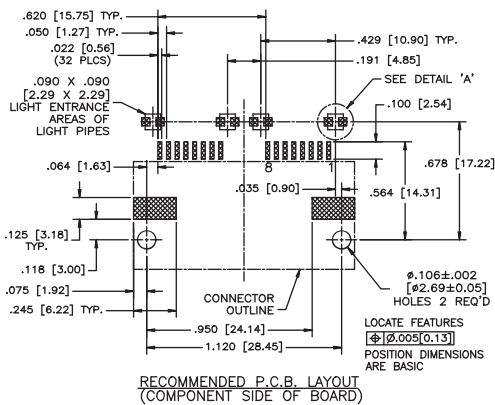 .620 [15.75] TYP.
.050 [1.27] TYP.
.022 [0.56]
(32 PLCS)
.429 [10.90] TYP.
.191 [4.85]
SEE DETAIL 'A'
.090 X .090
[2.29 X 2.29]
LIGHT ENTRANCE
AREAS OF
LIGHT PIPES
.100 [2.54]
.678 [17.22]
.064 [1.63]
8
1
.035 [0.90]
.564 [14.31]
.125 [3.18]
TYP.
.118 [3.00]
.075 [1.92]
.245 [6.22] TYP.
CONNECTOR
OUTLINE
ø.106±.002
[ø2.69±0.05]
HOLES 2 REQ'D
.950 [24.14]
1.120 [28.45]
LOCATE FEATURES
⌖ Ø.005[0.13]
POSITION DIMENSIONS
ARE BASIC
RECOMMENDED P.C.B. LAYOUT
(COMPONENT SIDE OF BOARD)